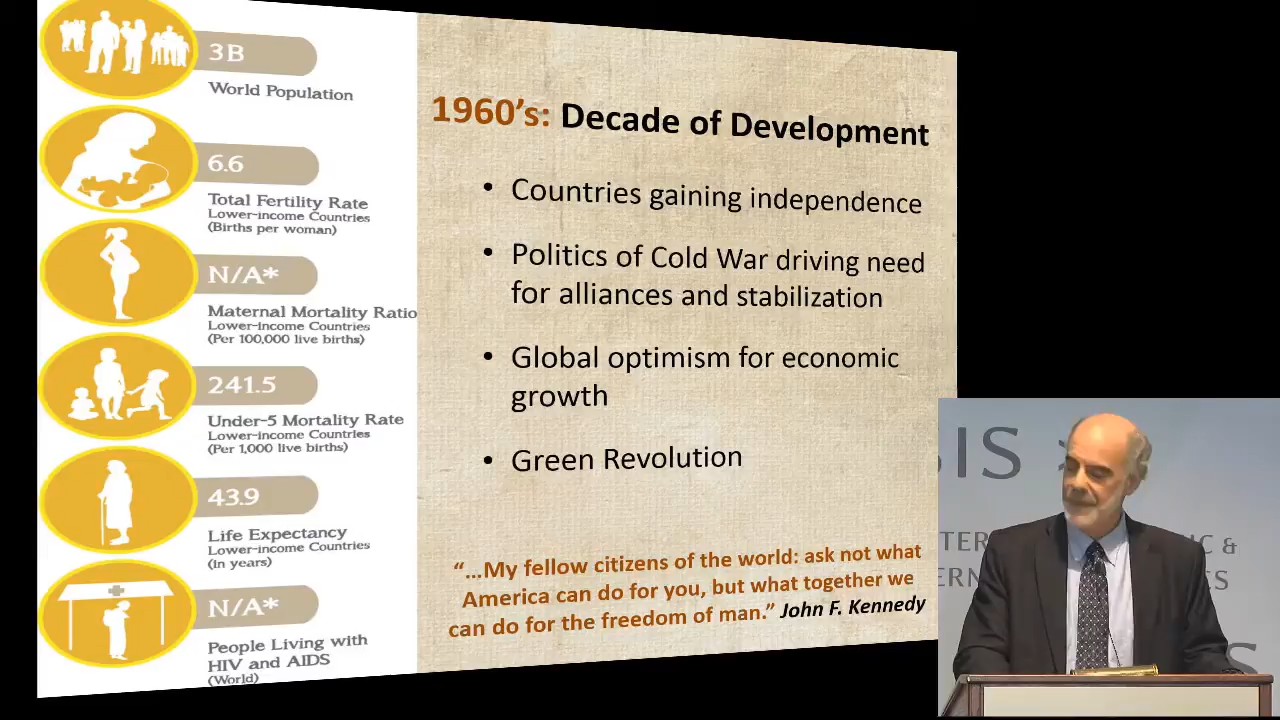 3B
World Population
6.6
Total Fertility Rate
Lower-income Countries
(Births per woman)
N/A*
Maternal Mortality Ratio
Lower-income Countries
(Per 100,000 live births)
241.5
Under-5 Mortality Rate
Lower-income Countries
(Per 1,000 live births)
43.9
Life Expectancy
Lower-income Countries
(In years)
N/A*
People Living with
HIV and AIDS
(World)
1960's: Decade of Development
• Countries gaining independence
• Politics of Cold War driving need
for alliances and stabilization
• Global optimism for economic
growth
• Green Revolution
“...My fellow citizens of the world: ask not what
America can do for you, but what together we
can do for the freedom of man.” John F. Kennedy
SIS
TER C &
ERN ES
S